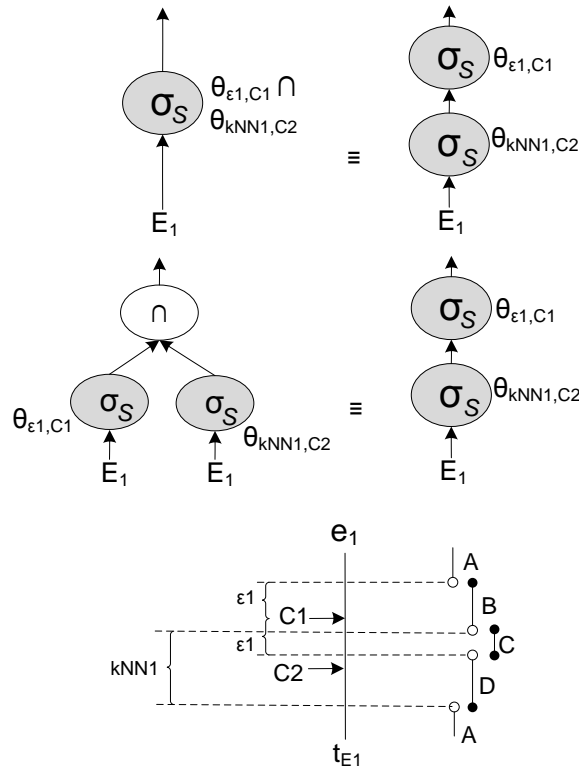 σS θε1,C1 ∩
θkNN1,C2
E1
≡
σS θε1,C1
σS θkNN1,C2
E1
∩
σS
θε1,C1
E1
σS
θkNN1,C2
E1
≡
σS θε1,C1
σS θkNN1,C2
E1
e1
A
ε1
B
C1
ε1
C
kNN1
C2
D
A
tE1